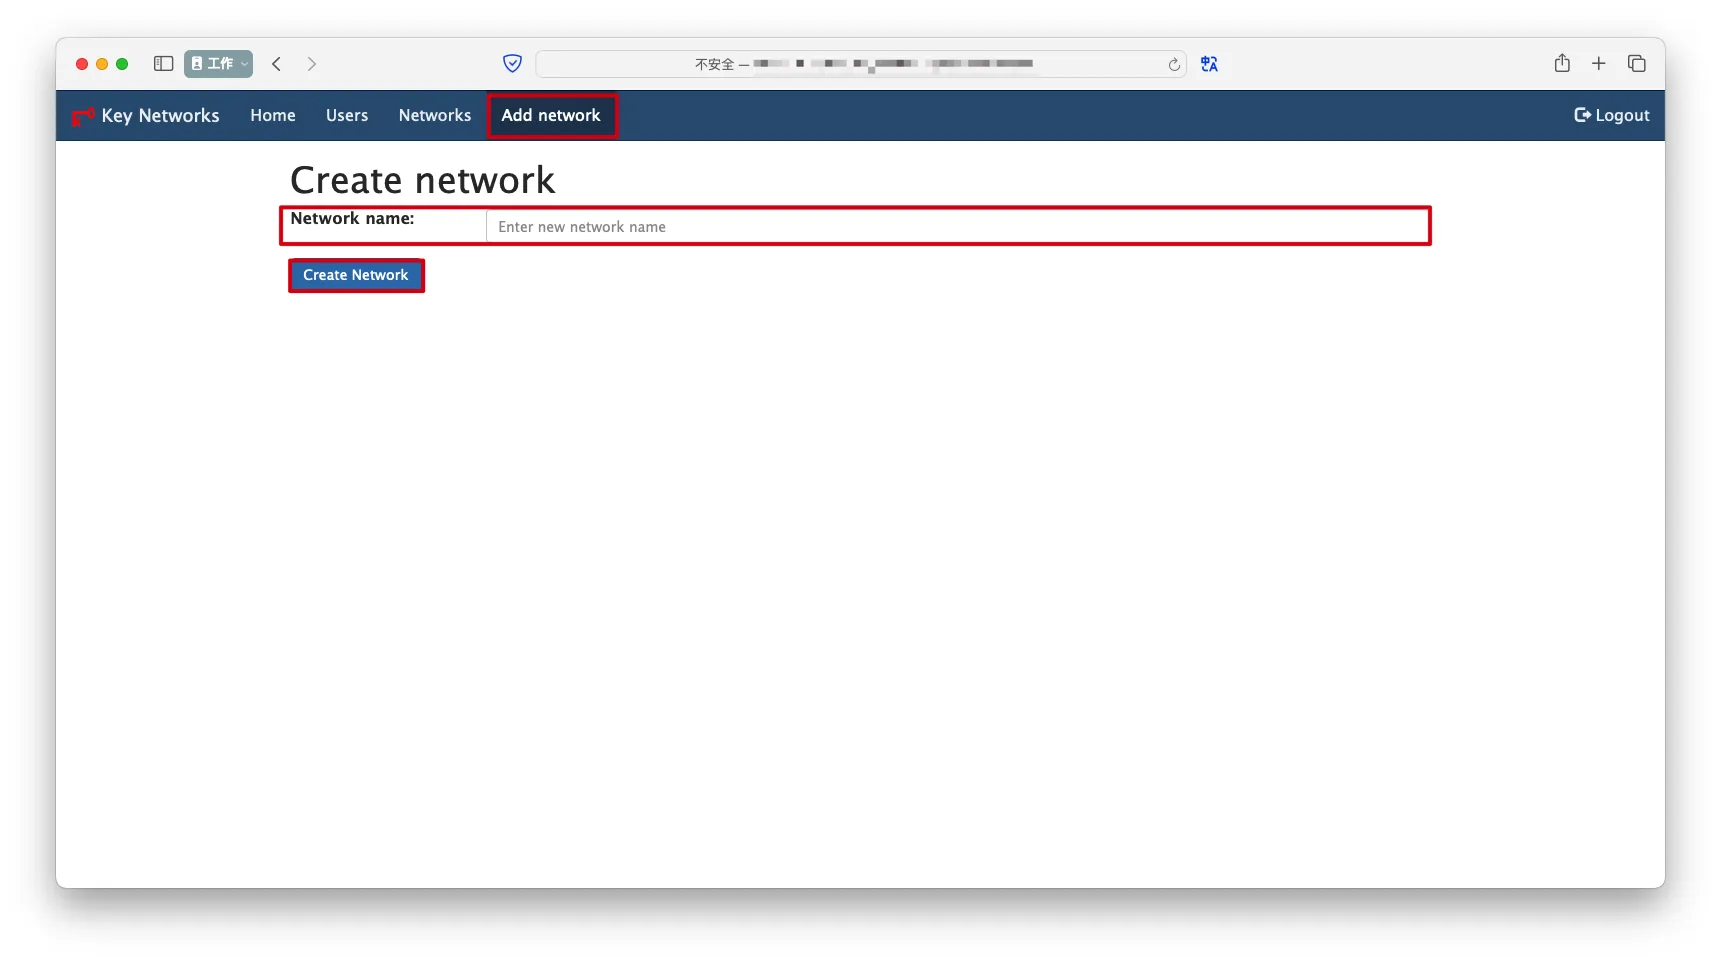 工作
不安全 —
Key Networks Home Users Networks Add network Logout
Create network
Network name: Enter new network name
Create Network